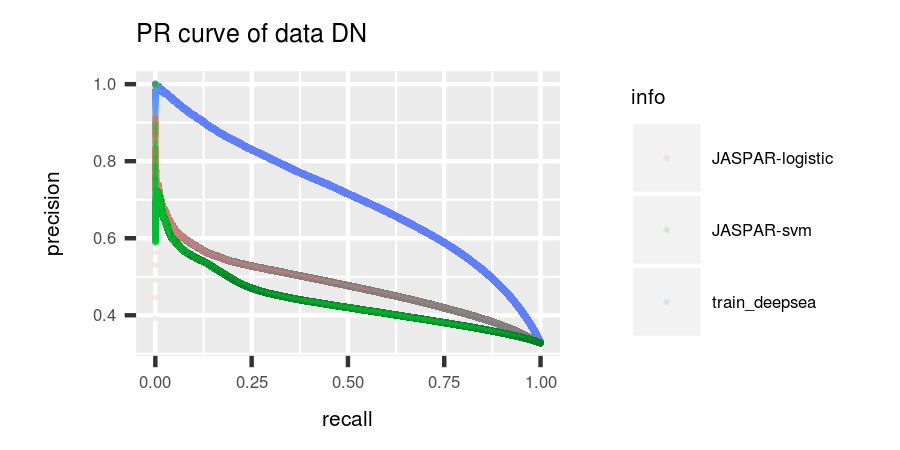 PR curve of data DN
precision
1.0
0.8
0.6
0.4
0.00 0.25 0.50 0.75 1.00
recall
info
JASPAR-logistic
JASPAR-svm
train_deepsea